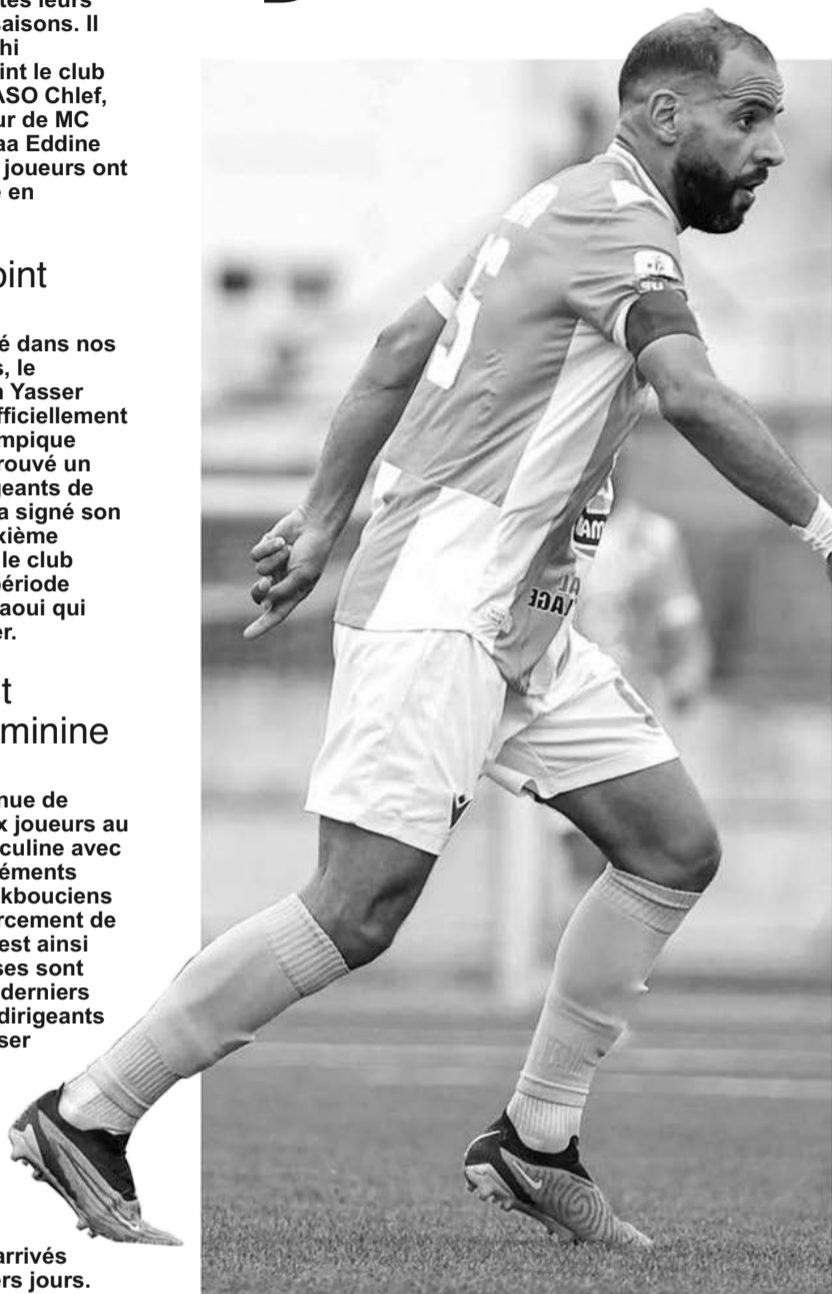 tes leurs
aisons. Il
hi
int le club
ASO Chlef,
ur de MC
aa Eddine
joueurs ont
en
oint
é dans nos
s, le
n Yasser
fficiellement
mpique
rouvé un
geants de
a signé son
xième
le club
période
aoui qui
er.
t
minine
nue de
x joueurs au
culine avec
éments
kbouciens
rcement de
est ainsi
ses sont
derniers
dirigeants
ser
arrivés
ers jours.
5